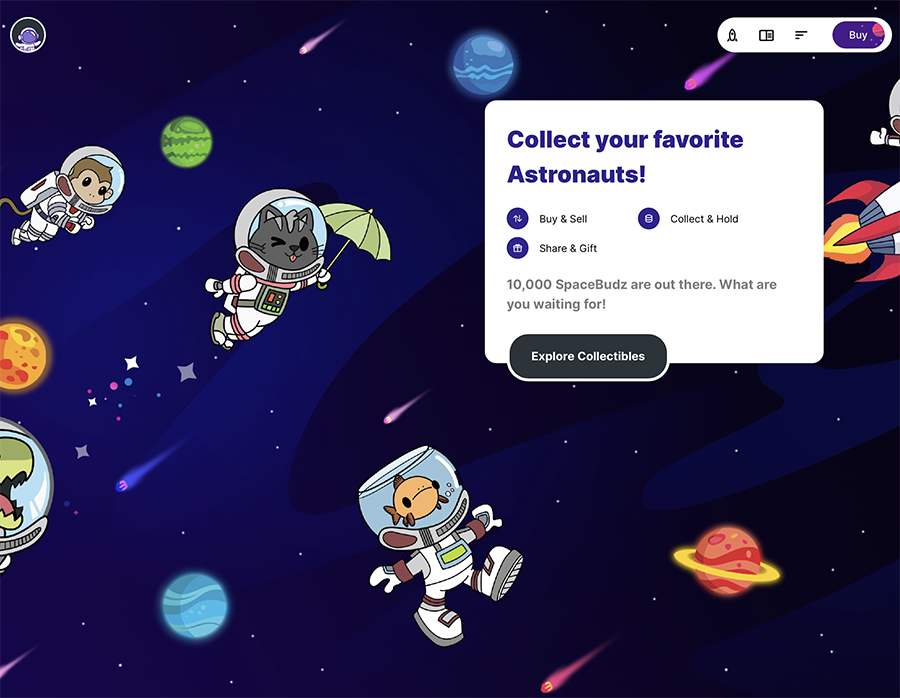 Buy
Collect your favorite
Astronauts!
Buy & Sell
Collect & Hold
Share & Gift
10,000 SpaceBudz are out there. What are
you waiting for!
Explore Collectibles